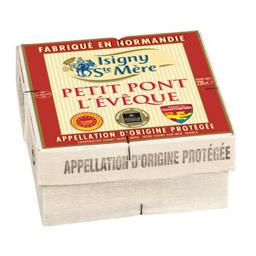 FABRIQUÉ EN NORMANDIE
Isigny
Ste Mère
PETIT PONT
L'ÉVÊQUE
APPELLATION D'ORIGINE PROTÉGÉE
APPELLATION D'ORIGINE PROTÉGÉE